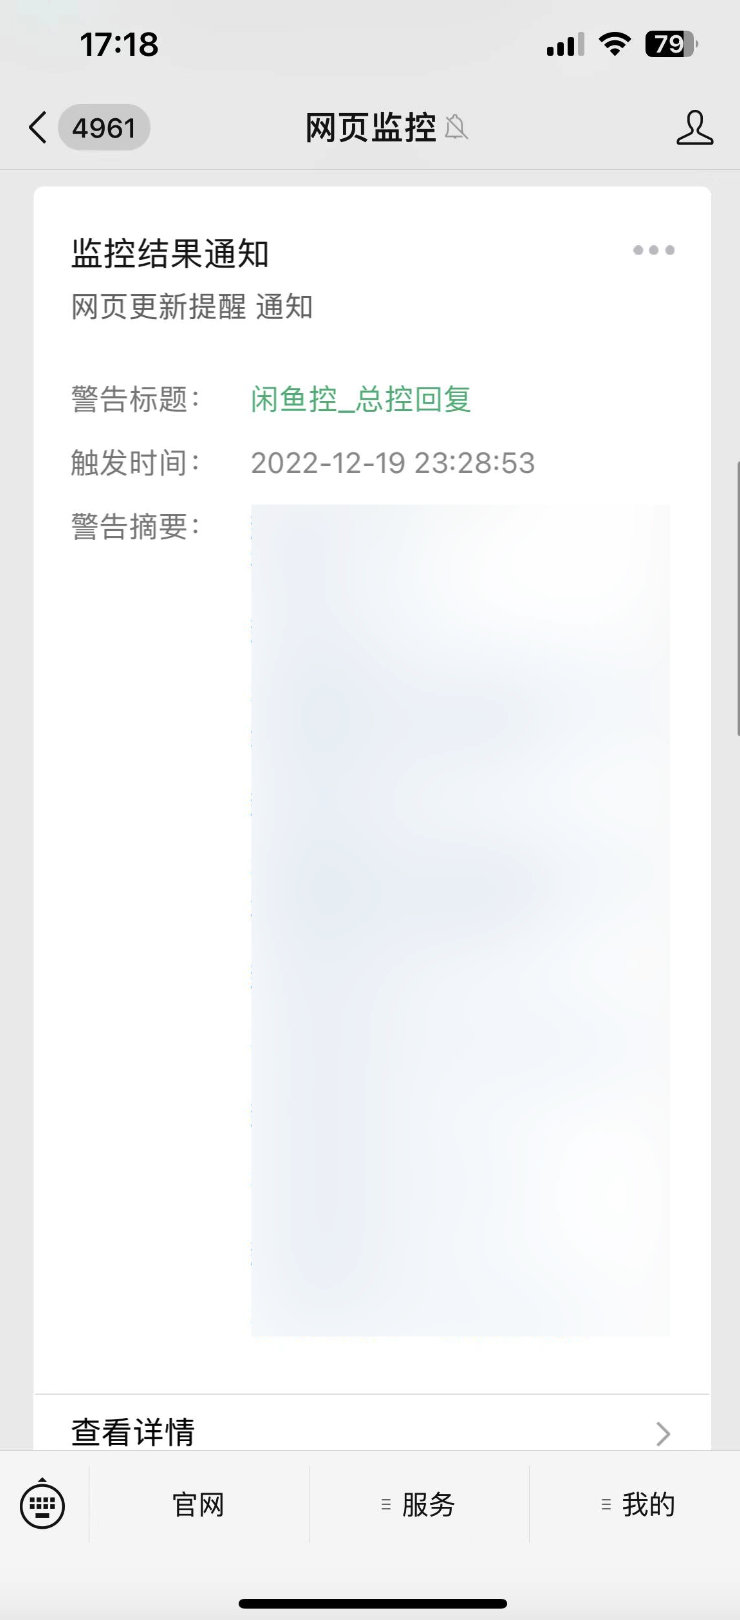 17:18
79
4961
网页监控
监控结果通知
网页更新提醒 通知
警告标题：
闲鱼控_总控回复
触发时间：
2022-12-19 23:28:53
警告摘要：
查看详情
官网
服务
我的